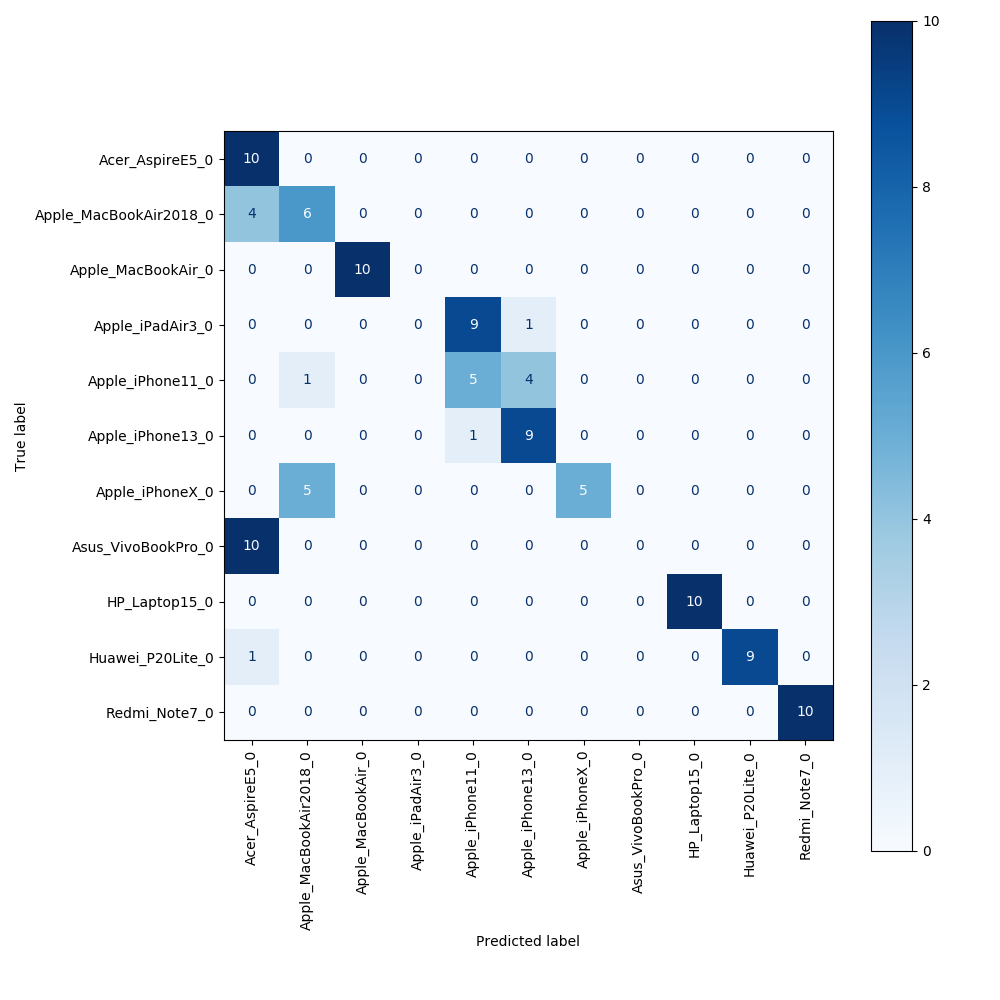 Acer_AspireE5_0 10 0 0 0 0 0 0 0 0 0 0
Apple_MacBookAir2018_0 4 6 0 0 0 0 0 0 0 0 0
Apple_MacBookAir_0 0 0 10 0 0 0 0 0 0 0 0
Apple_iPadAir3_0 0 0 0 0 9 1 0 0 0 0 0
Apple_iPhone11_0 0 1 0 0 5 4 0 0 0 0 0
Apple_iPhone13_0 0 0 0 0 1 9 0 0 0 0 0
Apple_iPhoneX_0 0 5 0 0 0 0 5 0 0 0 0
Asus_VivoBookPro_0 10 0 0 0 0 0 0 0 0 0 0
HP_Laptop15_0 0 0 0 0 0 0 0 0 10 0 0
Huawei_P20Lite_0 1 0 0 0 0 0 0 0 0 9 0
Redmi_Note7_0 0 0 0 0 0 0 0 0 0 0 10
True label
Acer_AspireE5_0
Apple_MacBookAir2018_0
Apple_MacBookAir_0
Apple_iPadAir3_0
Apple_iPhone11_0
Apple_iPhone13_0
Apple_iPhoneX_0
Asus_VivoBookPro_0
HP_Laptop15_0
Huawei_P20Lite_0
Redmi_Note7_0
Predicted label
10
8
6
4
2
0